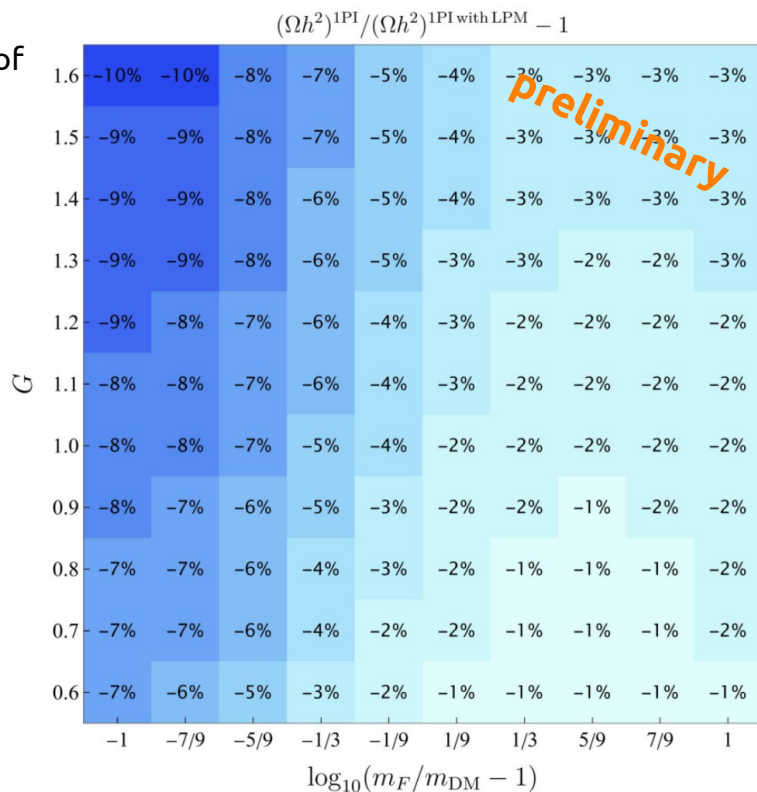 (Ωh²)^1PI/(Ωh²)^1PI with LPM − 1
of
1.6 −10% −10% −8% −7% −5% −4% −3% −3% −3% −3%
preliminary
1.5 −9% −9% −8% −7% −5% −4% −3% −3% −3% −3%
1.4 −9% −9% −8% −6% −5% −4% −3% −3% −3% −3%
1.3 −9% −9% −8% −6% −5% −3% −3% −2% −2% −3%
1.2 −9% −8% −7% −6% −4% −3% −2% −2% −2% −2%
G
1.1 −8% −8% −7% −6% −4% −3% −2% −2% −2% −2%
1.0 −8% −8% −7% −5% −4% −2% −2% −2% −2% −2%
0.9 −8% −7% −6% −5% −3% −2% −2% −1% −2% −2%
0.8 −7% −7% −6% −4% −3% −2% −1% −1% −1% −2%
0.7 −7% −7% −6% −4% −2% −2% −1% −1% −1% −2%
0.6 −7% −6% −5% −3% −2% −1% −1% −1% −1% −1%
−1 −7/9 −5/9 −1/3 −1/9 1/9 1/3 5/9 7/9 1
log₁₀(m_F/m_DM − 1)